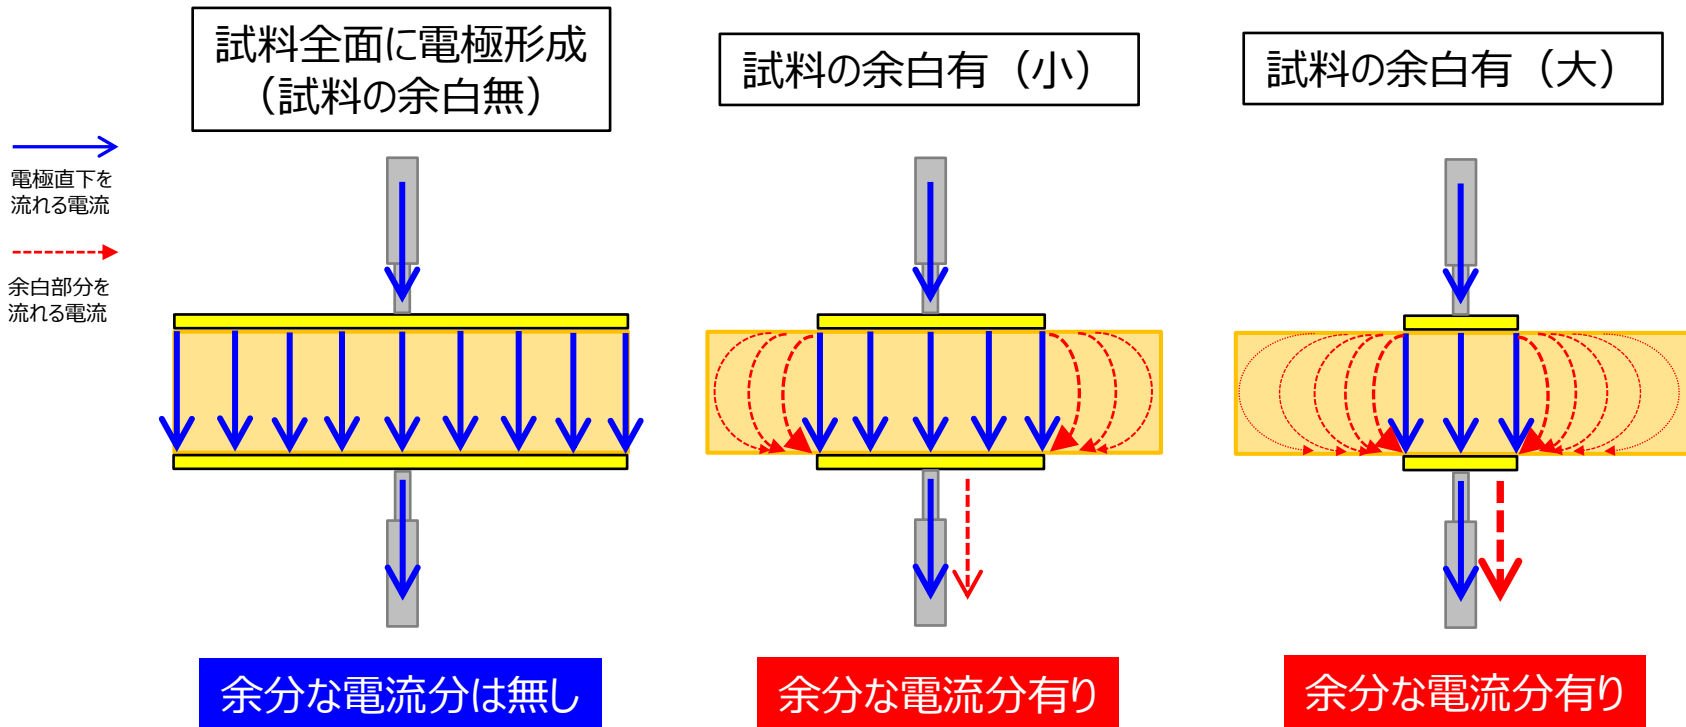 試料全面に電極形成
（試料の余白無）
試料の余白有（小）
試料の余白有（大）
電極直下を
流れる電流
余白部分を
流れる電流
余分な電流分は無し
余分な電流分有り
余分な電流分有り